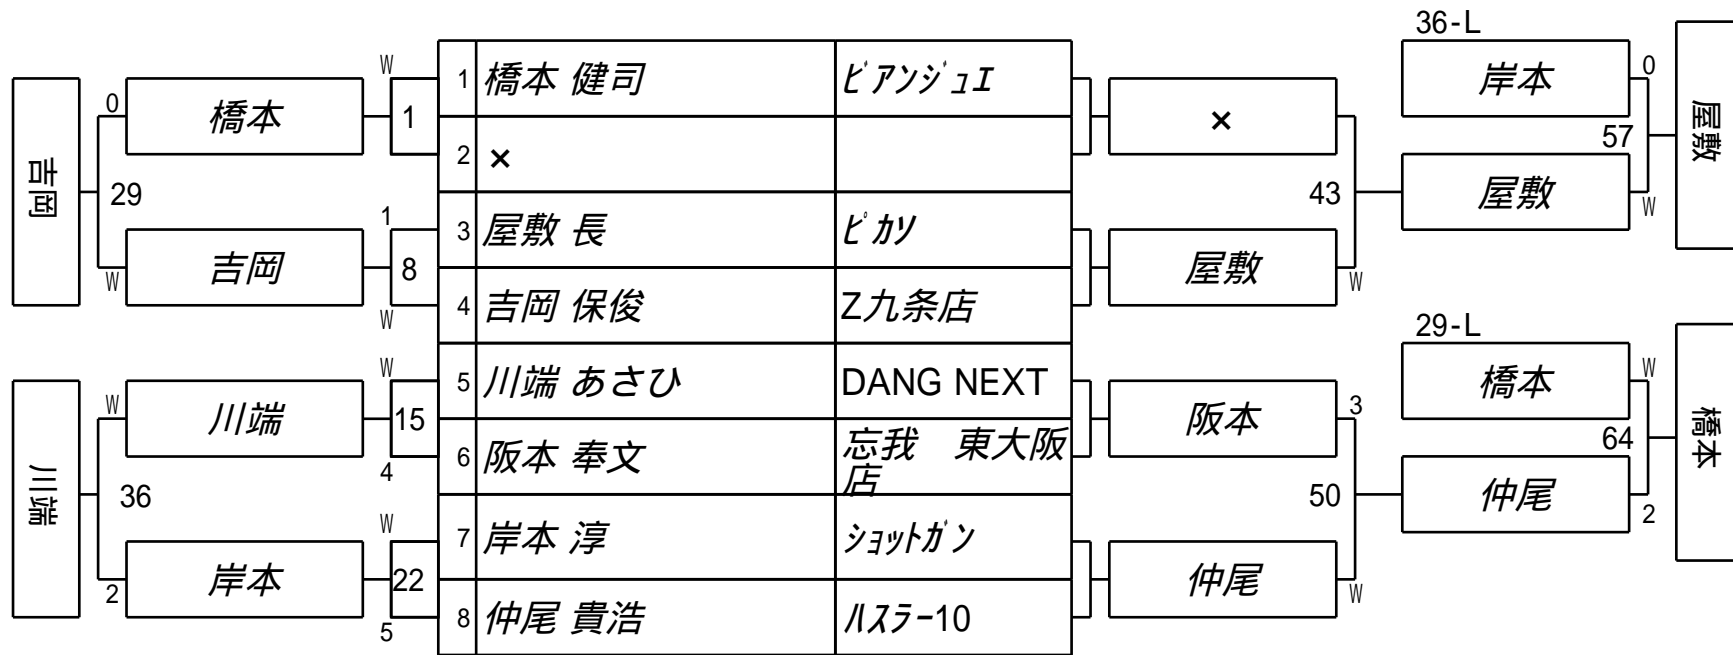 36-L
W
1 橋本 健司 ビアンジュエ
0 岸本 0
橋本 1 × 屋敷
2 × 57
吉岡 29 43 屋敷 W
1 3 屋敷 長 ピカソ
W 吉岡 8 屋敷 W
4 吉岡 保俊 Z九条店
W 29-L
W 5 川端 あさひ DANG NEXT W
川端 15 阪本 3 橋本
6 阪本 奉文 忘我 東大阪店 64 橋本
4
川端 36 50 仲尾 2
W 7 岸本 淳 ショットガン
2 岸本 22 仲尾 W
5 8 仲尾 貴浩 ハスラー10